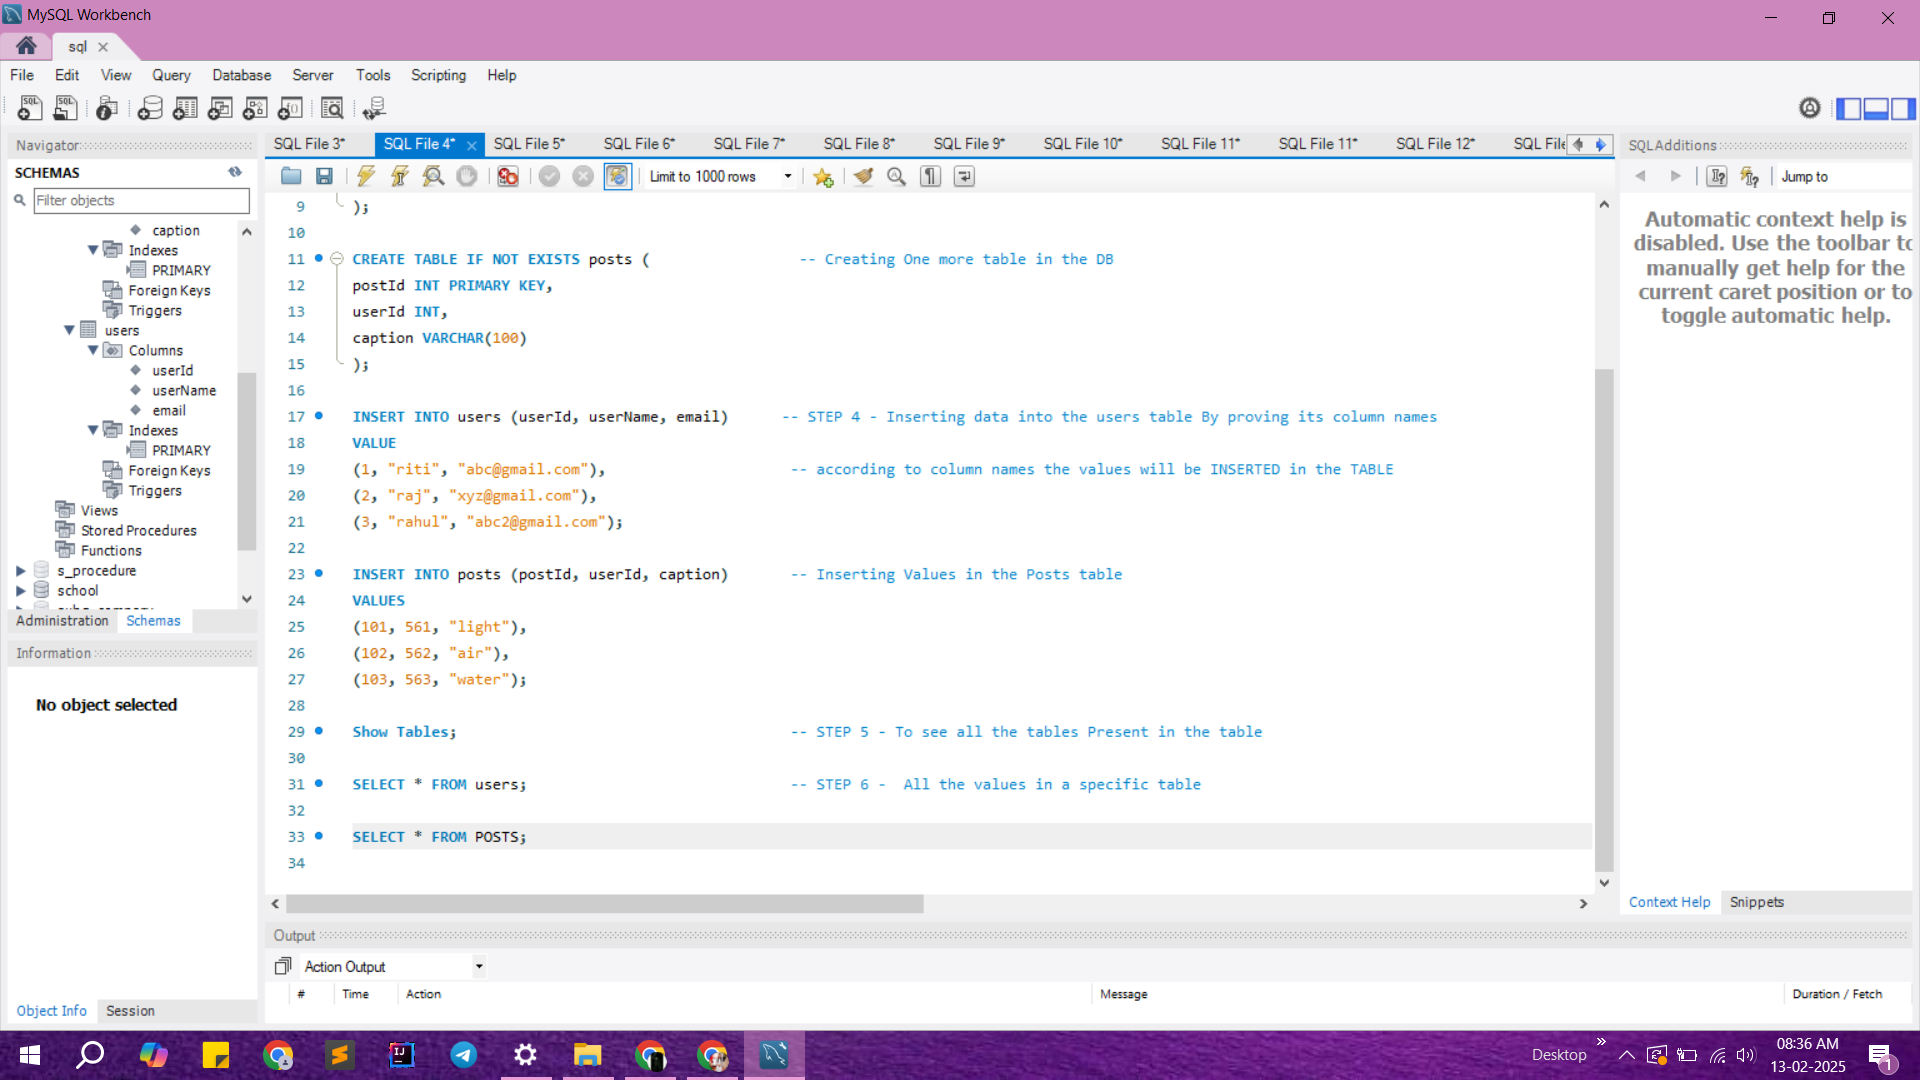 MySQL Workbench
sql
File Edit View Query Database Server Tools Scripting Help
Navigator
SCHEMAS
Filter objects
caption
Indexes
PRIMARY
Foreign Keys
Triggers
users
Columns
userId
userName
email
Indexes
PRIMARY
Foreign Keys
Triggers
Views
Stored Procedures
Functions
s_procedure
school
Administration Schemas
Information
No object selected
Object Info Session
SQL File 3* SQL File 4* SQL File 5* SQL File 6* SQL File 7* SQL File 8* SQL File 9* SQL File 10* SQL File 11* SQL File 11* SQL File 12* SQL File
Limit to 1000 rows
9 );
10
11 CREATE TABLE IF NOT EXISTS posts ( -- Creating One more table in the DB
12 postId INT PRIMARY KEY,
13 userId INT,
14 caption VARCHAR(100)
15 );
16
17 INSERT INTO users (userId, userName, email) -- STEP 4 - Inserting data into the users table By proving its column names
18 VALUE
19 (1, "riti", "abc@gmail.com"), -- according to column names the values will be INSERTED in the TABLE
20 (2, "raj", "xyz@gmail.com"),
21 (3, "rahul", "abc2@gmail.com");
22
23 INSERT INTO posts (postId, userId, caption) -- Inserting Values in the Posts table
24 VALUES
25 (101, 561, "light"),
26 (102, 562, "air"),
27 (103, 563, "water");
28
29 Show Tables; -- STEP 5 - To see all the tables Present in the table
30
31 SELECT * FROM users; -- STEP 6 -  All the values in a specific table
32
33 SELECT * FROM POSTS;
34
Output
Action Output
# Time Action Message Duration / Fetch
SQLAdditions
Jump to
Automatic context help is
disabled. Use the toolbar to
manually get help for the
current caret position or to
toggle automatic help.
Context Help Snippets
Desktop
08:36 AM
13-02-2025
1